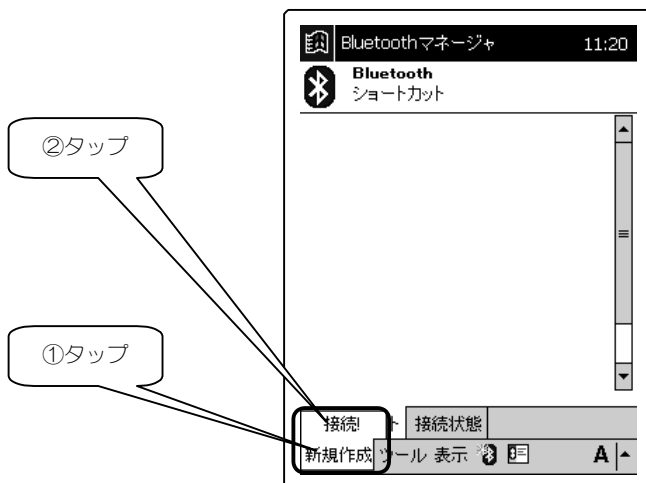 Bluetoothマネージャ 11:20
Bluetooth
ショートカット
②タップ
①タップ
接続! ト 接続状態
新規作成 ツール 表示 A